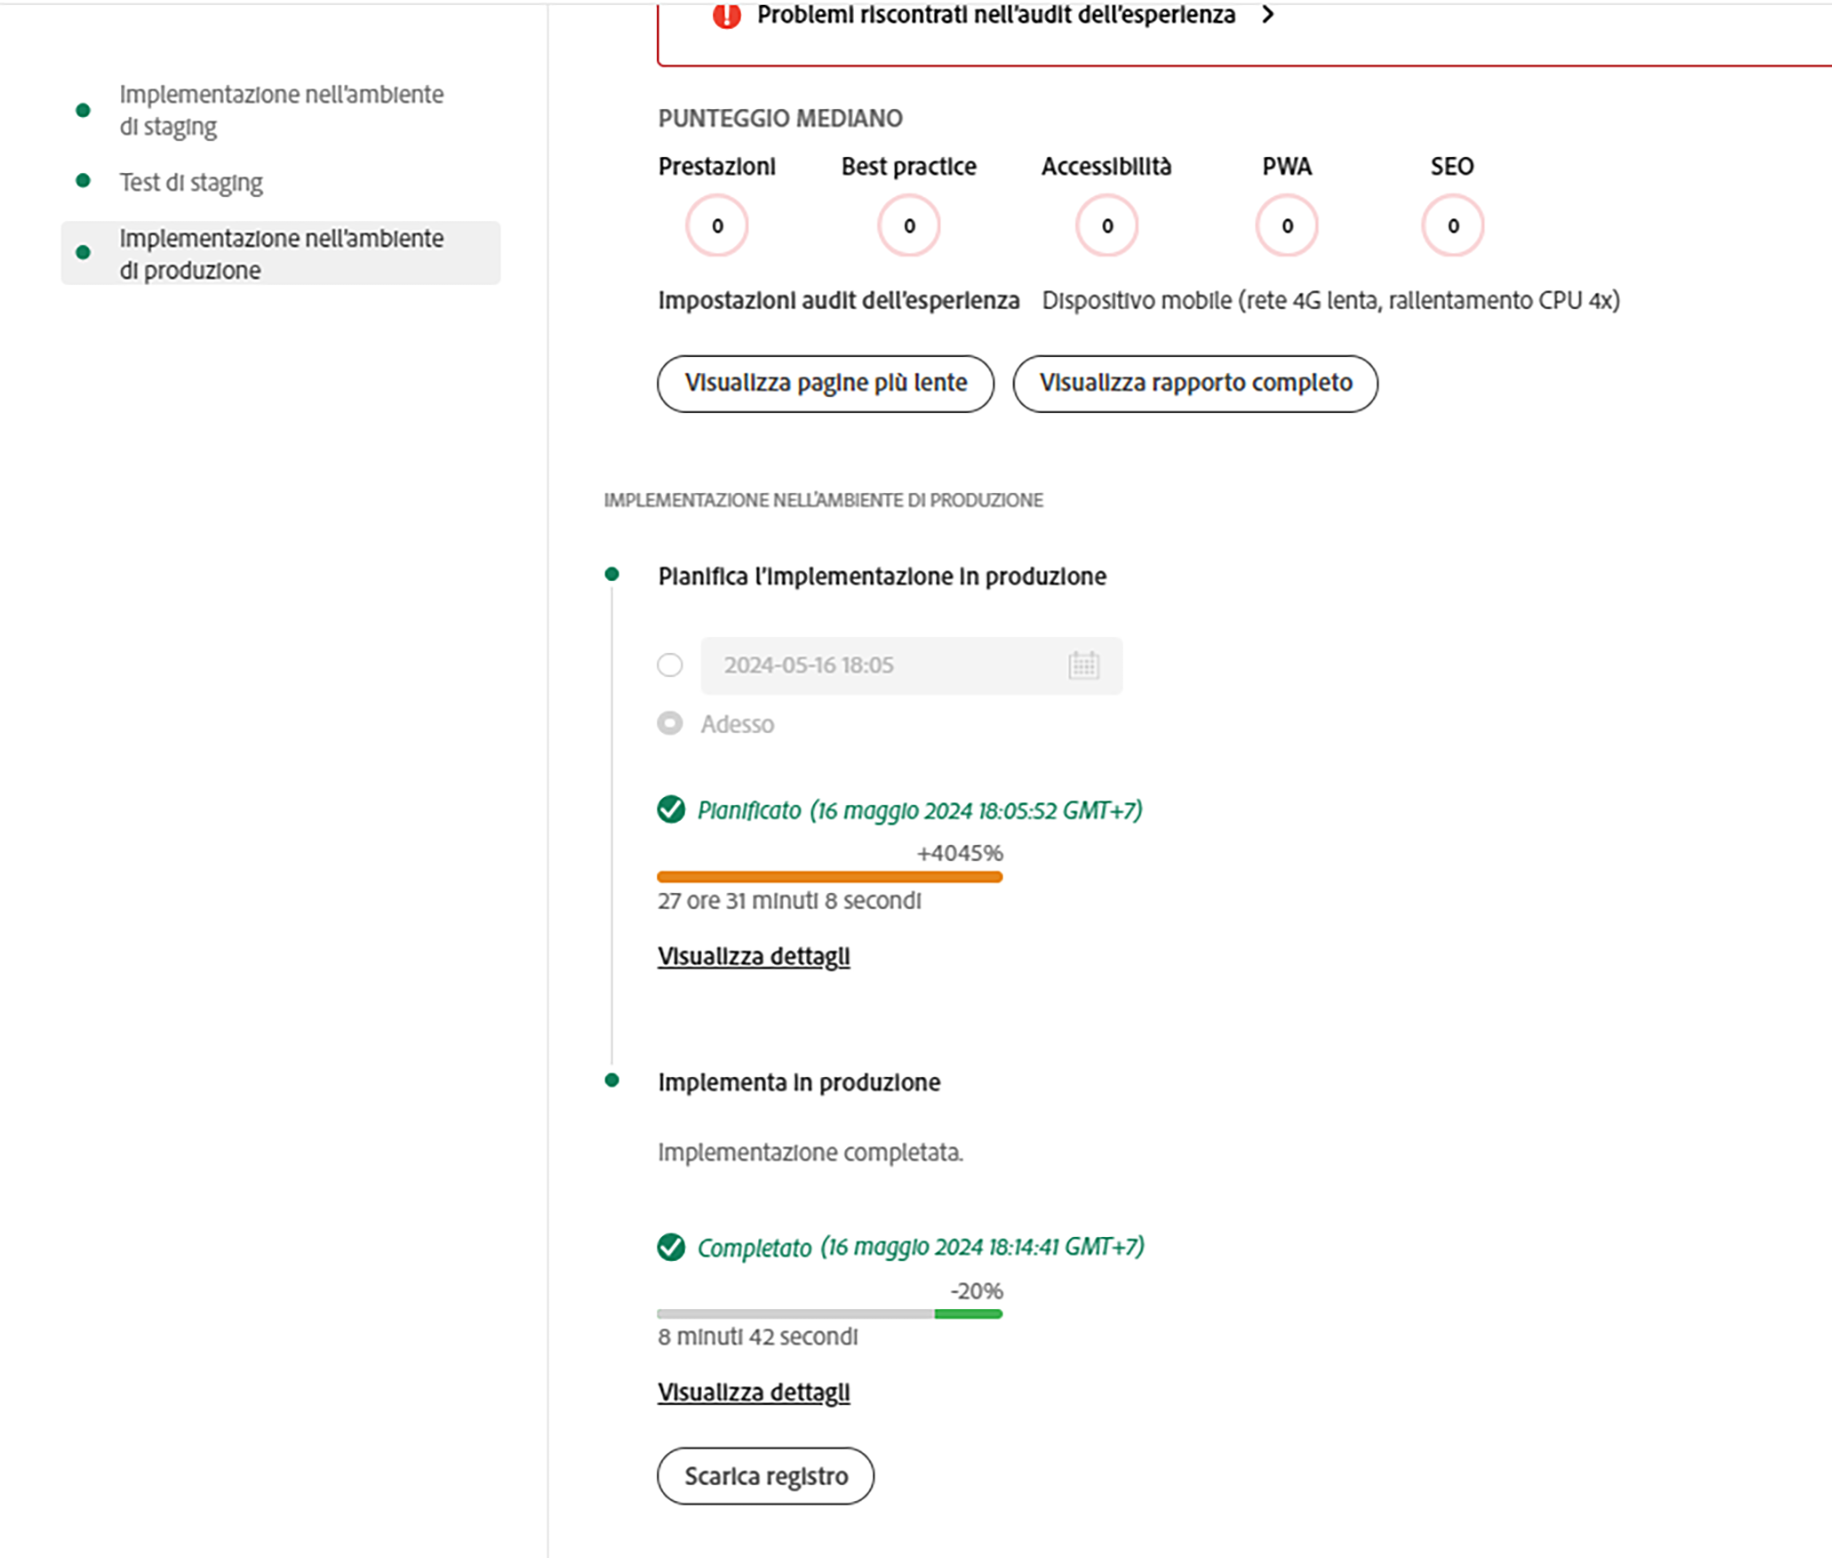 Problemi riscontrati nell'audit dell'esperienza
Implementazione nell'ambiente
di staging
Test di staging
Implementazione nell'ambiente
di produzione
PUNTEGGIO MEDIANO
Prestazioni Best practice Accessibilità PWA SEO
0 0 0 0 0
Impostazioni audit dell'esperienza Dispositivo mobile (rete 4G lenta, rallentamento CPU 4x)
Visualizza pagine più lente Visualizza rapporto completo
IMPLEMENTAZIONE NELL'AMBIENTE DI PRODUZIONE
Pianifica l'implementazione in produzione
2024-05-16 18:05
Adesso
Pianificato (16 maggio 2024 18:05:52 GMT+7)
+4045%
27 ore 31 minuti 8 secondi
Visualizza dettagli
Implementa in produzione
Implementazione completata.
Completato (16 maggio 2024 18:14:41 GMT+7)
-20%
8 minuti 42 secondi
Visualizza dettagli
Scarica registro